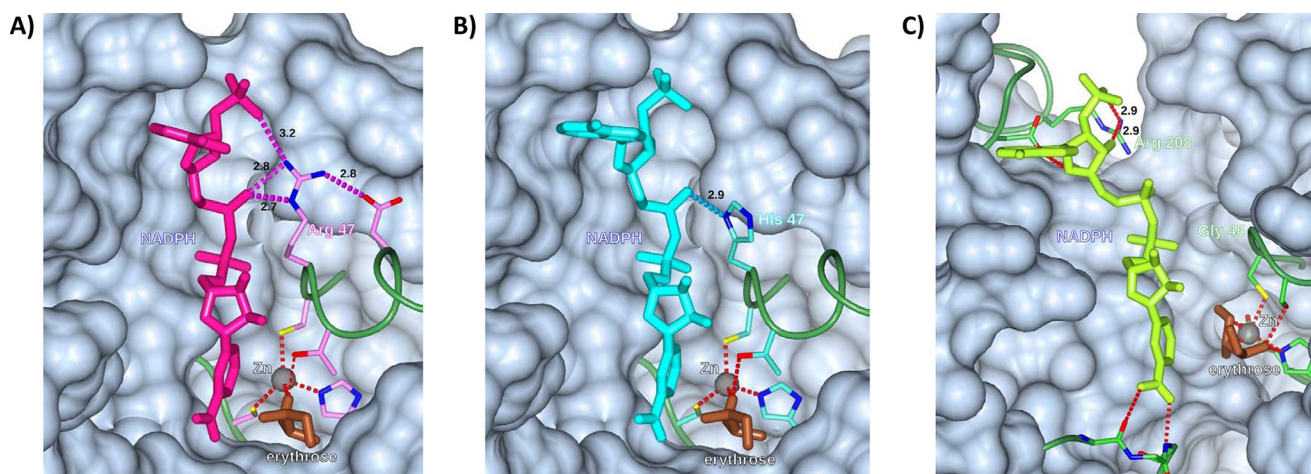 A)
3.2
2.8
2.8
2.7
Arg 47
NADPH
Zn
erythrose
B)
2.9
His 47
NADPH
Zn
erythrose
C)
2.9
2.9
Arg 208
NADPH
Gly 45
Zn
erythrose